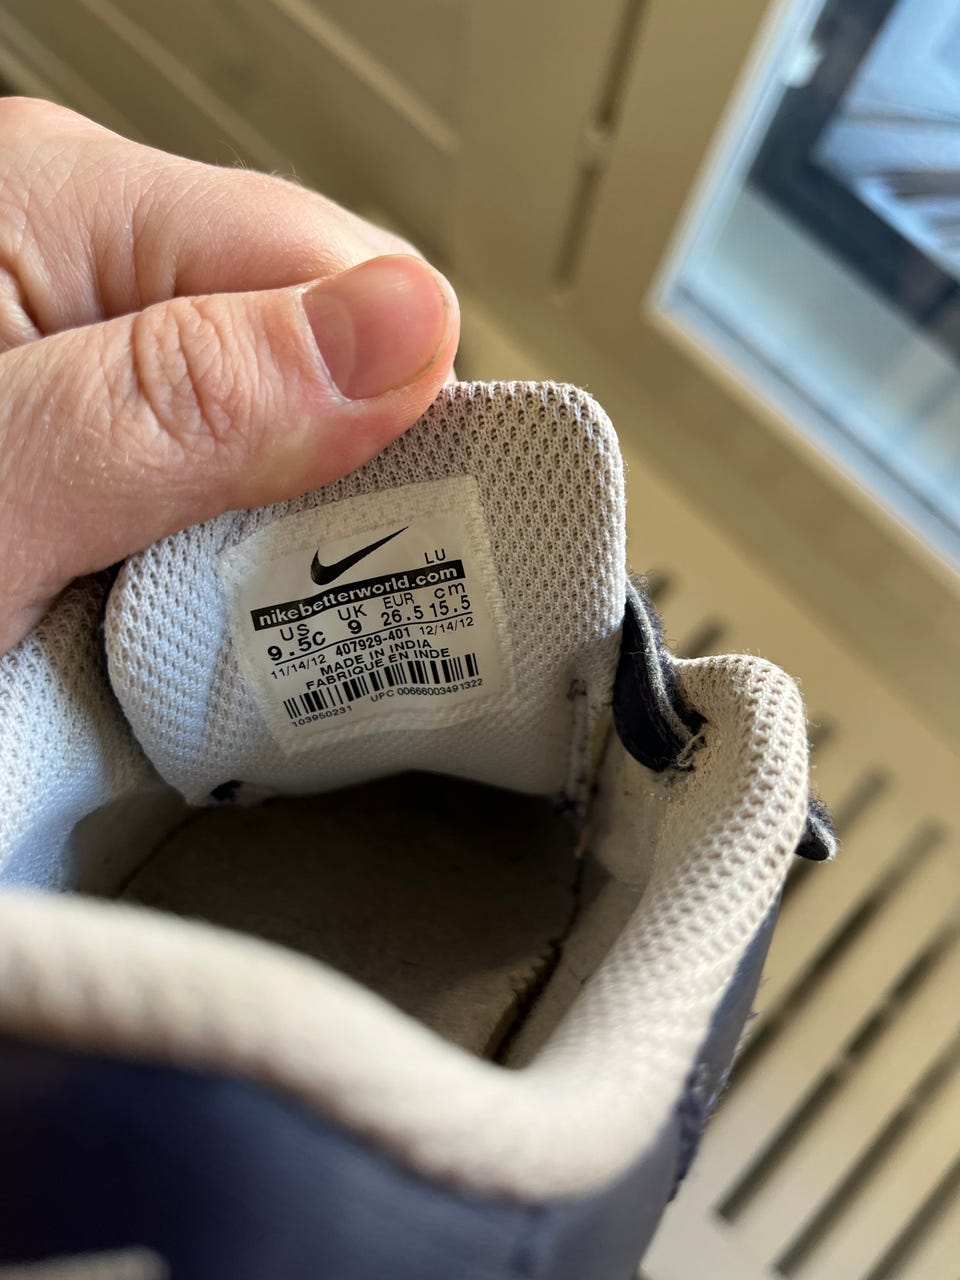 LU
nikebetterworld.com
US UK EUR cm
9.5C 9 26.5 15.5
11/14/12 407929-401 12/14/12
MADE IN INDIA
FABRIQUE EN INDE
103950231 UPC 00666003491322